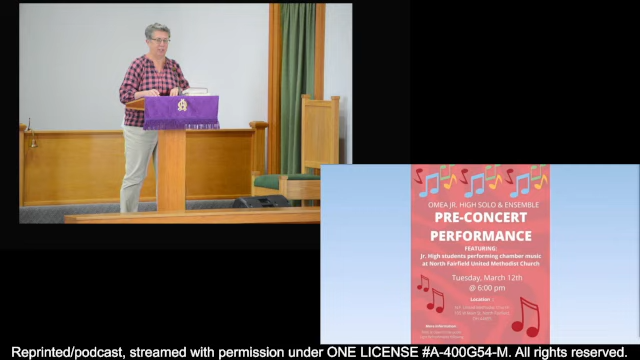 OMEA JR. HIGH SOLO & ENSEMBLE
PRE-CONCERT
PERFORMANCE
FEATURING:
Jr. High students performing chamber music
at North Fairfield United Methodist Church
Tuesday, March 12th
@ 6:00 pm
Location :
Reprinted/podcast, streamed with permission under ONE LICENSE #A-400G54-M. All rights reserved.